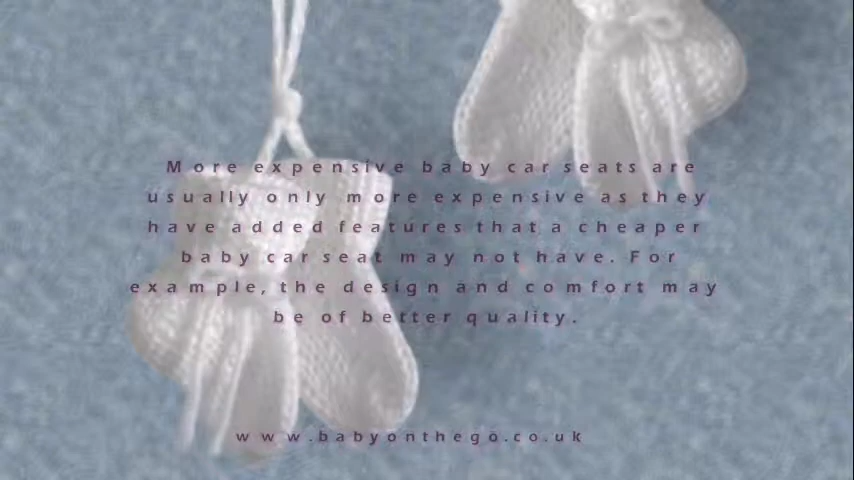 More expensive baby car seats are
usually only more expensive as they
have added features that a cheaper
baby car seat may not have. For
example, the design and comfort may
be of better quality.
www.babyonthego.co.uk